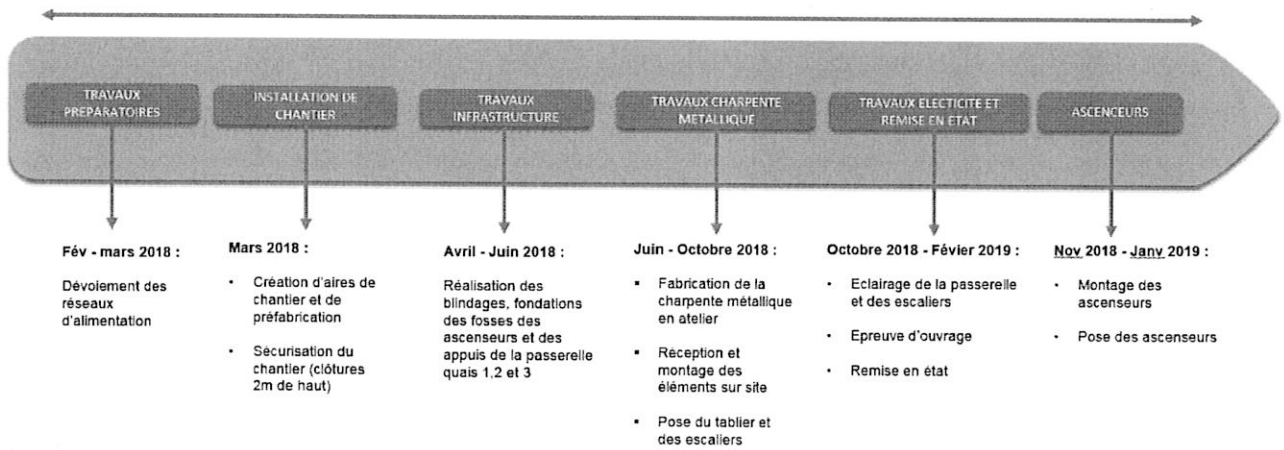 TRAVAUX
PREPARATOIRES
INSTALLATION DE
CHANTIER
TRAVAUX
INFRASTRUCTURE
TRAVAUX CHARPENTE
METALLIQUE
TRAVAUX ELECTICITE ET
REMISE EN ETAT
ASCENCEURS
Fév - mars 2018 :
Dévoiement des
réseaux
d'alimentation
Mars 2018 :
• Création d'aires de
chantier et de
préfabrication
• Sécurisation du
chantier (clôtures
2m de haut)
Avril - Juin 2018 :
Réalisation des
blindages, fondations
des fosses des
ascenseurs et des
appuis de la passerelle
quais 1,2 et 3
Juin - Octobre 2018 :
▪ Fabrication de la
charpente métallique
en atelier
▪ Réception et
montage des
éléments sur site
▪ Pose du tablier et
des escaliers
Octobre 2018 - Févier 2019 :
• Eclairage de la passerelle
et des escaliers
• Epreuve d'ouvrage
• Remise en état
Nov 2018 - Janv 2019 :
• Montage des
ascenseurs
• Pose des ascenseurs